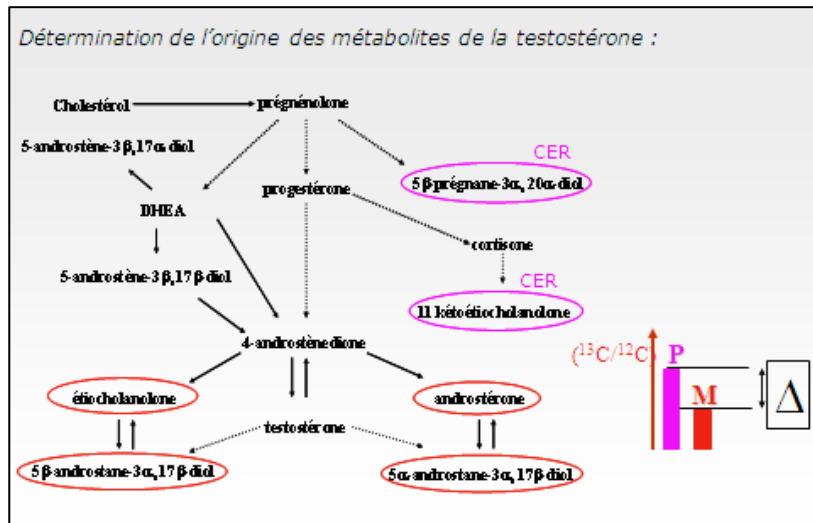 Détermination de l'origine des métabolites de la testostérone :
Cholestérol
prégnénolone
5-androstène-3β,17α-diol
CER
progestérone
5β prégnane-3α, 20α-diol
DHEA
cortisone
5-androstène-3β,17β-diol
CER
11 kétoétiocholanolone
4-androstènedione
(¹³C/¹²C)
P
M
Δ
étiocholanolone
androstérone
testostérone
5β-androstane-3α,17β-diol
5α-androstane-3α,17β-diol